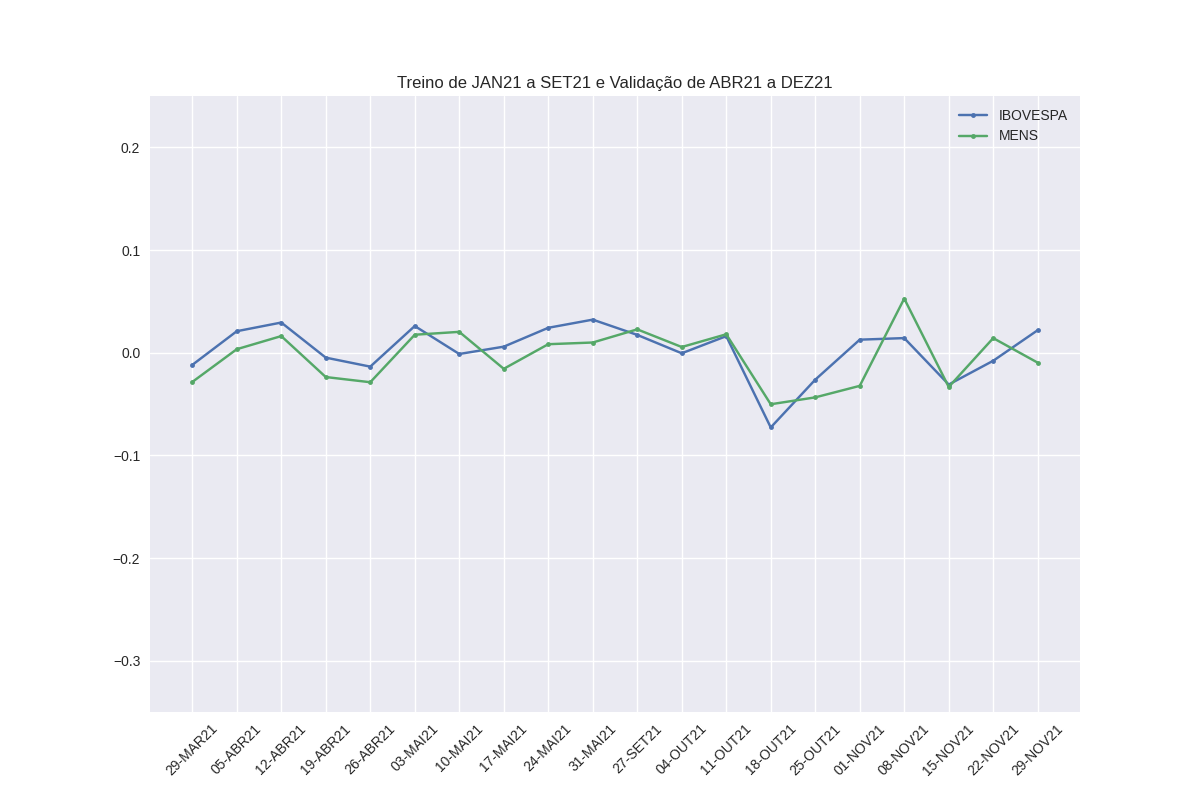 Treino de JAN21 a SET21 e Validação de ABR21 a DEZ21
IBOVESPA
MENS
0.2
0.1
0.0
−0.1
−0.2
−0.3
29-MAR21
05-ABR21
12-ABR21
19-ABR21
26-ABR21
03-MAI21
10-MAI21
17-MAI21
24-MAI21
31-MAI21
27-SET21
04-OUT21
11-OUT21
18-OUT21
25-OUT21
01-NOV21
08-NOV21
15-NOV21
22-NOV21
29-NOV21